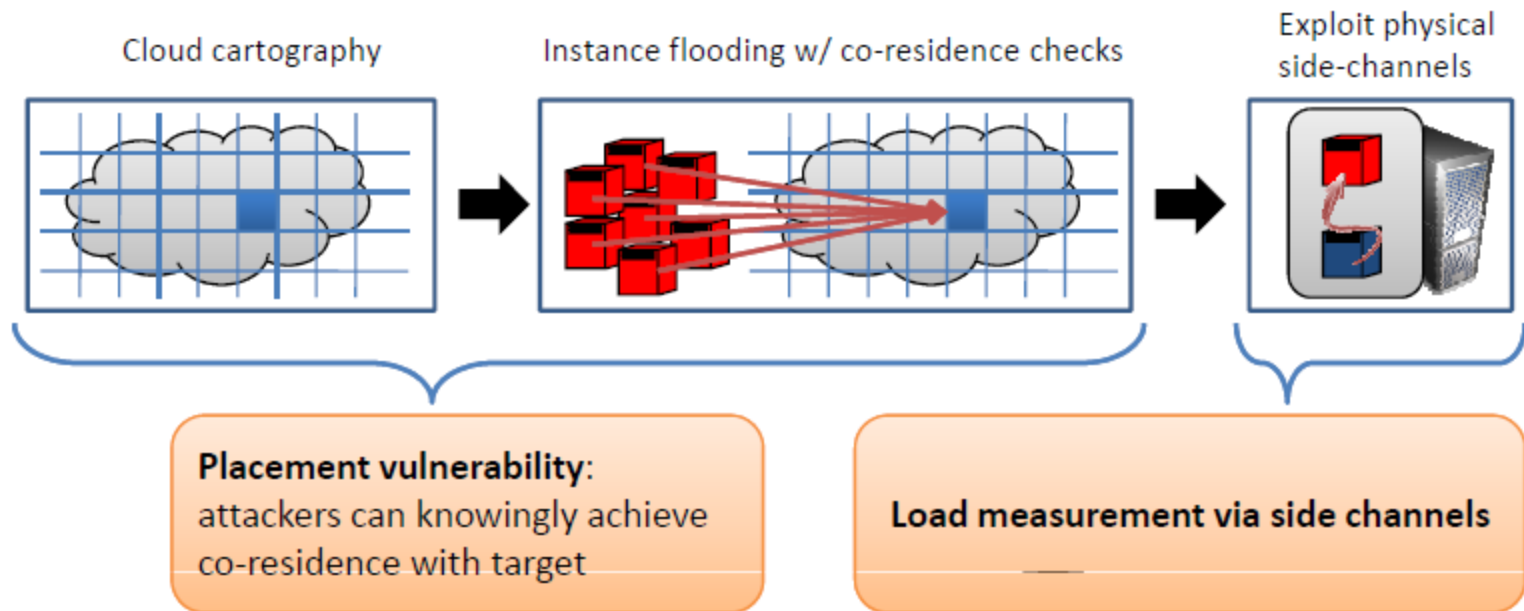 Cloud cartography
Instance flooding w/ co-residence checks
Exploit physical
side-channels
Placement vulnerability:
attackers can knowingly achieve
co-residence with target
Load measurement via side channels